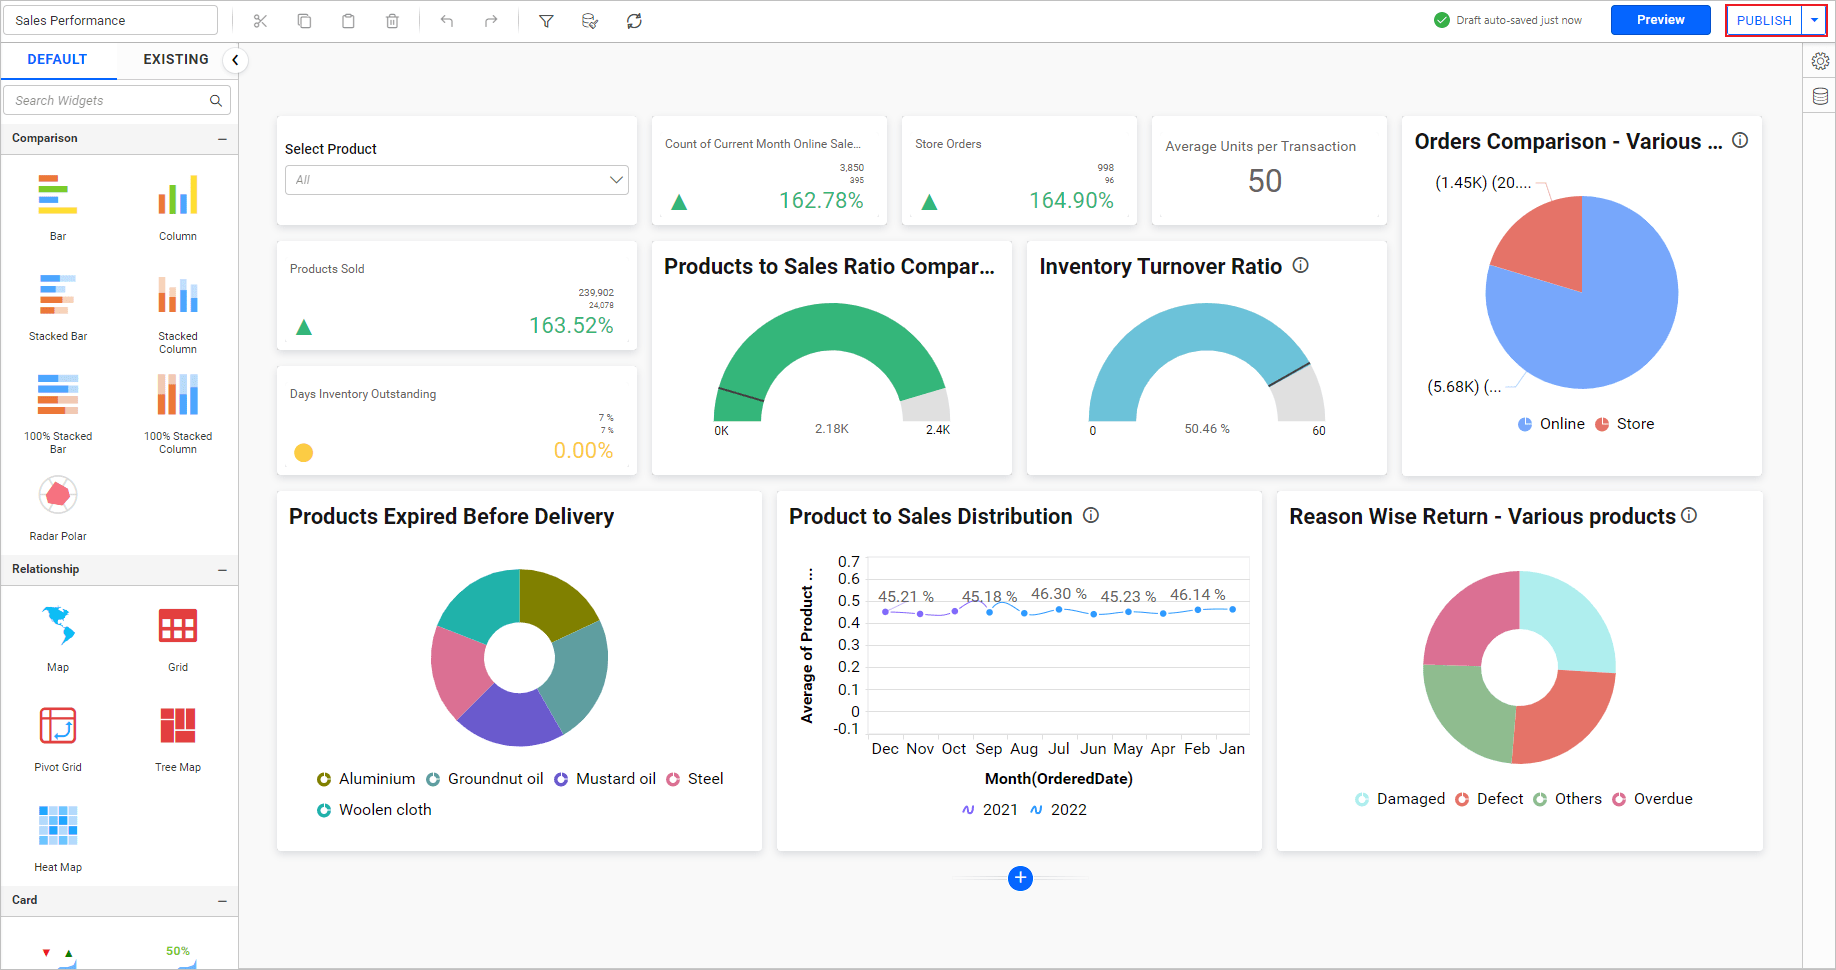 Sales Performance
Draft auto-saved just now
Preview
PUBLISH
DEFAULT
EXISTING
Search Widgets
Comparison
Bar
Column
Stacked Bar
Stacked
Column
100% Stacked
Bar
100% Stacked
Column
Radar Polar
Relationship
Map
Grid
Pivot Grid
Tree Map
Heat Map
Card
50%
Select Product
All
Count of Current Month Online Sale...
3,850
395
162.78%
Store Orders
998
96
164.90%
Average Units per Transaction
50
Orders Comparison - Various ...
(1.45K) (20....
(5.68K) (...
Online
Store
Products Sold
239,902
24,078
163.52%
Days Inventory Outstanding
7 %
7 %
0.00%
Products to Sales Ratio Compar...
0K
2.18K
2.4K
Inventory Turnover Ratio
0
50.46 %
60
Products Expired Before Delivery
Aluminium
Groundnut oil
Mustard oil
Steel
Woolen cloth
Product to Sales Distribution
Average of Product ...
0.7
0.6
0.5
0.4
0.3
0.2
0.1
0
-0.1
45.21 %
45.18 %
46.30 %
45.23 %
46.14 %
Dec Nov Oct Sep Aug Jul Jun May Apr Feb Jan
Month(OrderedDate)
2021
2022
Reason Wise Return - Various products
Damaged
Defect
Others
Overdue